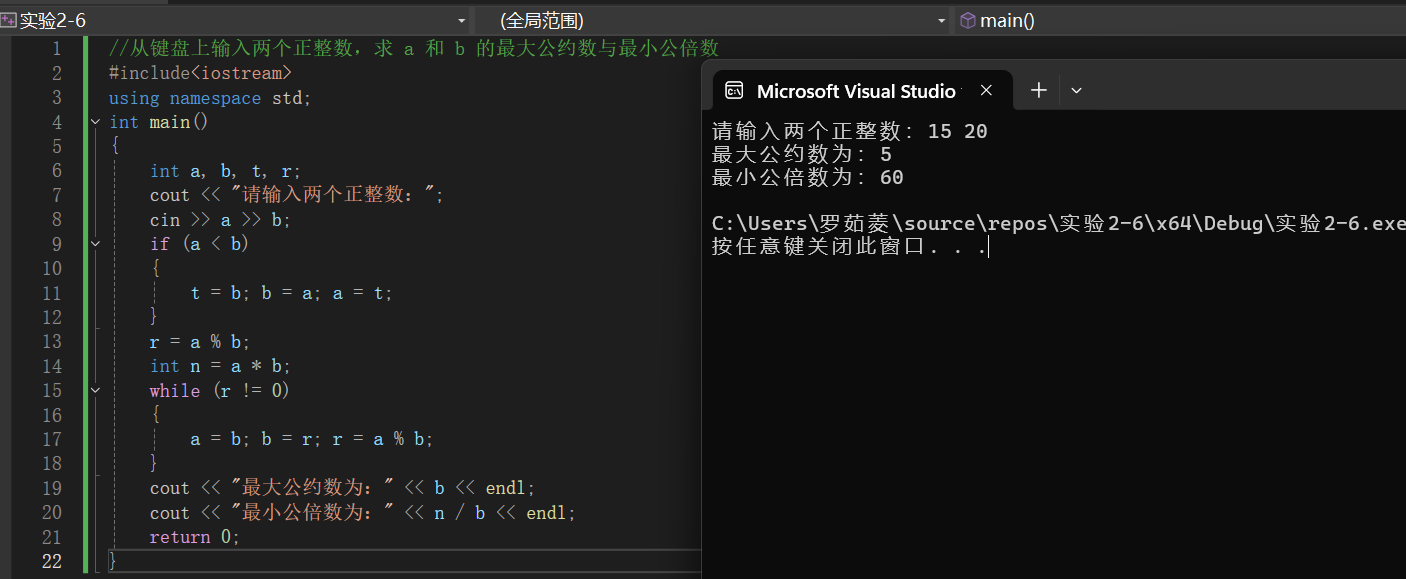 实验2-6 (全局范围) main()
1 //从键盘上输入两个正整数，求 a 和 b 的最大公约数与最小公倍数
2 #include<iostream>
3 using namespace std;
4 int main()
5 {
6 int a, b, t, r;
7 cout << "请输入两个正整数：";
8 cin >> a >> b;
9 if (a < b)
10 {
11 t = b; b = a; a = t;
12 }
13 r = a % b;
14 int n = a * b;
15 while (r != 0)
16 {
17 a = b; b = r; r = a % b;
18 }
19 cout << "最大公约数为：" << b << endl;
20 cout << "最小公倍数为：" << n / b << endl;
21 return 0;
22 }
Microsoft Visual Studio
请输入两个正整数：15 20
最大公约数为：5
最小公倍数为：60
C:\Users\罗茹菱\source\repos\实验2-6\x64\Debug\实验2-6.exe
按任意键关闭此窗口. . .